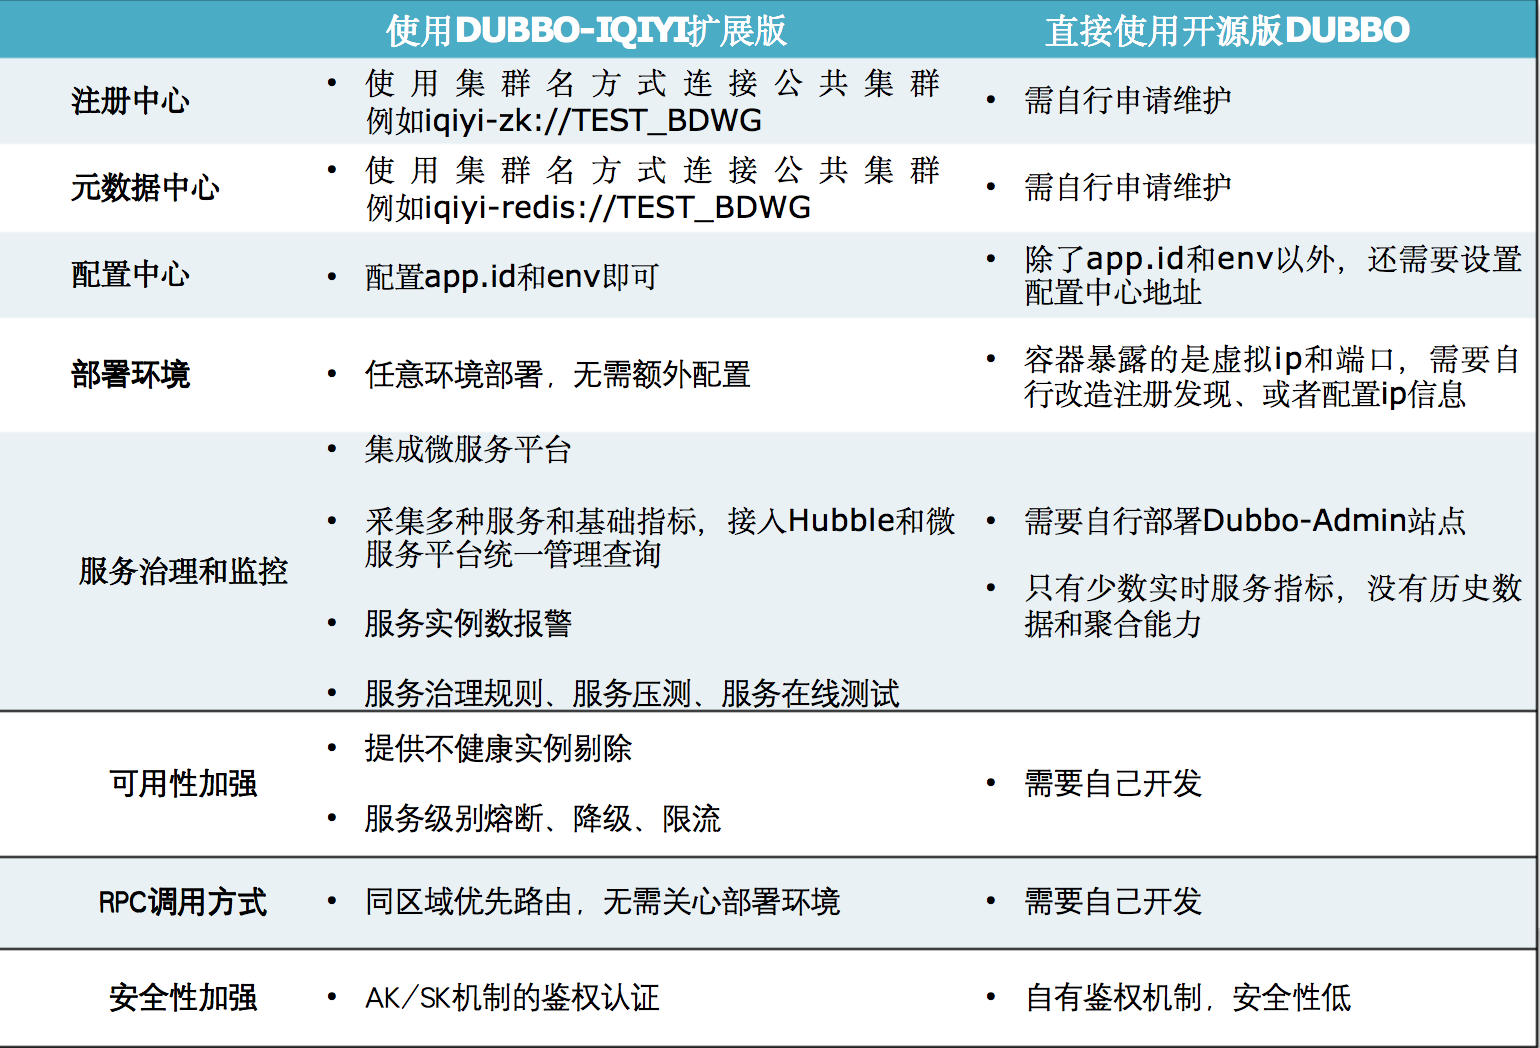 使用DUBBO-IQIYI扩展版
直接使用开源版DUBBO
注册中心
• 使用集群名方式连接公共集群
例如iqiyi-zk://TEST_BDWG
• 需自行申请维护
元数据中心
• 使用集群名方式连接公共集群
例如iqiyi-redis://TEST_BDWG
• 需自行申请维护
配置中心
• 配置app.id和env即可
• 除了app.id和env以外，还需要设置
配置中心地址
部署环境
• 任意环境部署，无需额外配置
• 容器暴露的是虚拟ip和端口，需要自
行改造注册发现、或者配置ip信息
服务治理和监控
• 集成微服务平台
• 采集多种服务和基础指标，接入Hubble和微
服务平台统一管理查询
• 服务实例数报警
• 服务治理规则、服务压测、服务在线测试
• 需要自行部署Dubbo-Admin站点
• 只有少数实时服务指标，没有历史数
据和聚合能力
可用性加强
• 提供不健康实例剔除
• 服务级别熔断、降级、限流
• 需要自己开发
RPC调用方式
• 同区域优先路由，无需关心部署环境
• 需要自己开发
安全性加强
• AK/SK机制的鉴权认证
• 自有鉴权机制，安全性低